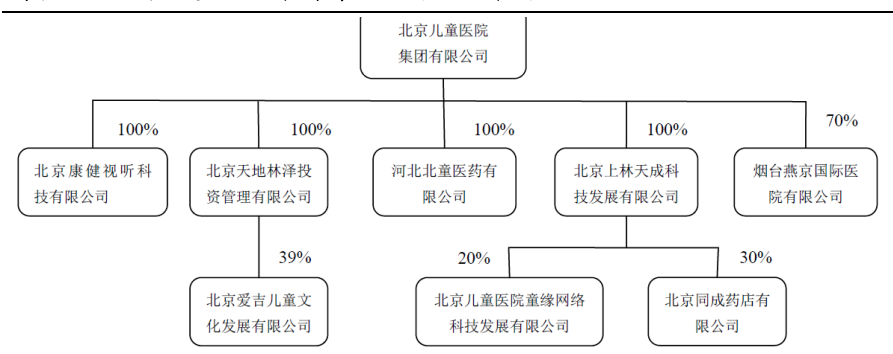 北京儿童医院
集团有限公司
100%
100%
100%
100%
70%
北京康健视听科
技有限公司
北京天地林泽投
资管理有限公司
河北北童医药有
限公司
北京上林天成科
技发展有限公司
烟台燕京国际医
院有限公司
39%
20%
30%
北京爱吉儿童文
化发展有限公司
北京儿童医院童缘网络
科技发展有限公司
北京同成药店有
限公司